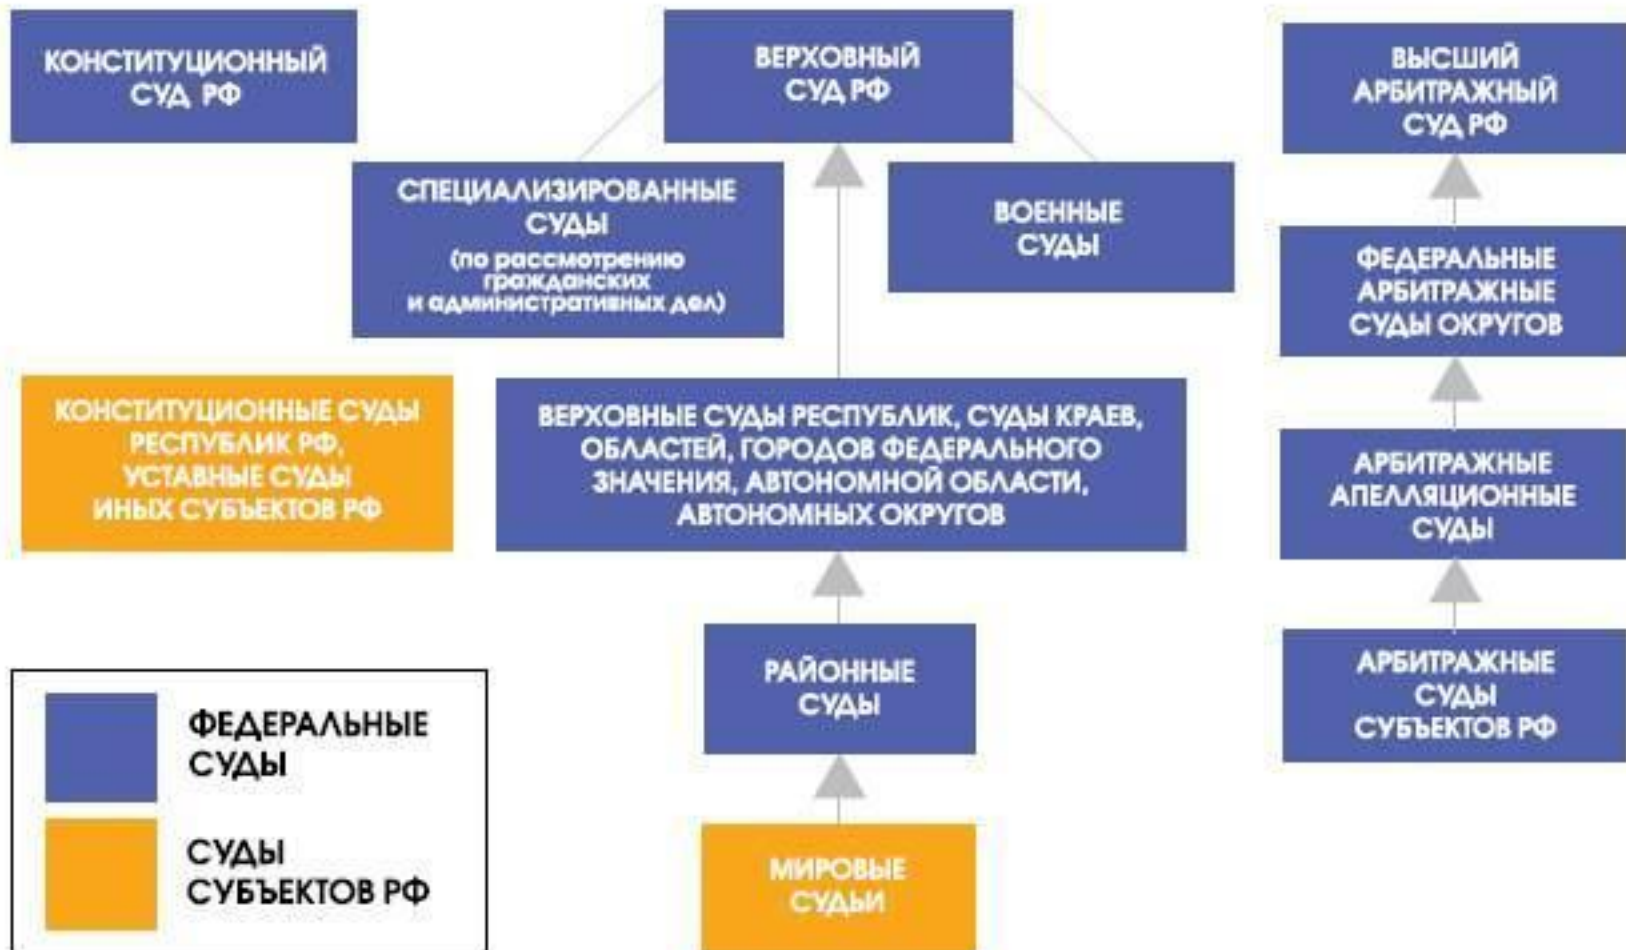 КОНСТИТУЦИОННЫЙ
СУД РФ
ВЕРХОВНЫЙ
СУД РФ
ВЫСШИЙ
АРБИТРАЖНЫЙ
СУД РФ
СПЕЦИАЛИЗИРОВАННЫЕ
СУДЫ
(по рассмотрению
гражданских
и административных дел)
ВОЕННЫЕ
СУДЫ
ФЕДЕРАЛЬНЫЕ
АРБИТРАЖНЫЕ
СУДЫ ОКРУГОВ
КОНСТИТУЦИОННЫЕ СУДЫ
РЕСПУБЛИК РФ,
УСТАВНЫЕ СУДЫ
ИНЫХ СУБЪЕКТОВ РФ
ВЕРХОВНЫЕ СУДЫ РЕСПУБЛИК, СУДЫ КРАЕВ,
ОБЛАСТЕЙ, ГОРОДОВ ФЕДЕРАЛЬНОГО
ЗНАЧЕНИЯ, АВТОНОМНОЙ ОБЛАСТИ,
АВТОНОМНЫХ ОКРУГОВ
АРБИТРАЖНЫЕ
АПЕЛЛЯЦИОННЫЕ
СУДЫ
РАЙОННЫЕ
СУДЫ
АРБИТРАЖНЫЕ
СУДЫ
СУБЪЕКТОВ РФ
МИРОВЫЕ
СУДЬИ
ФЕДЕРАЛЬНЫЕ
СУДЫ
СУДЫ
СУБЪЕКТОВ РФ